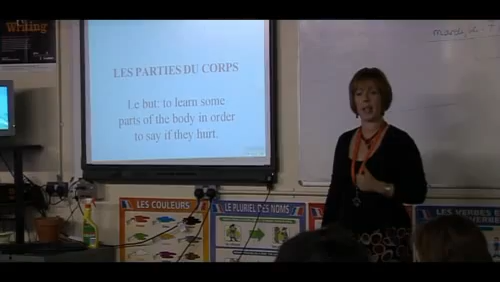 Writing
mardi,
LES PARTIES DU CORPS
Le but: to learn some
parts of the body in order
to say if they hurt.
LES COULEURS
LE PLURIEL DES NOMS
LES VERBES